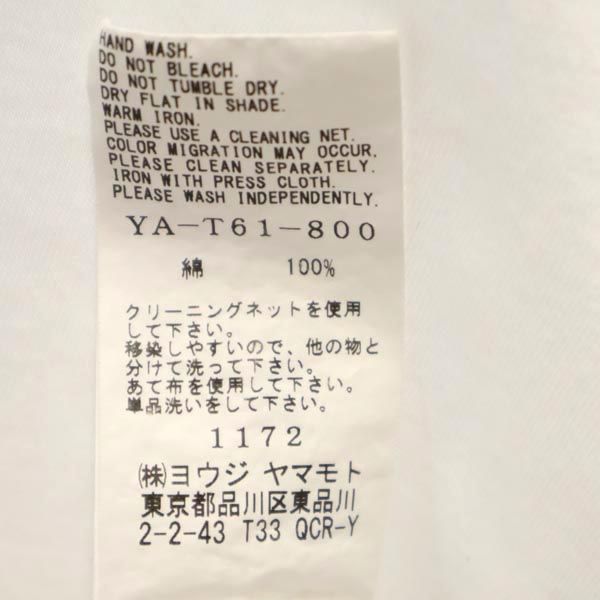 HAND WASH.
DO NOT BLEACH.
DO NOT TUMBLE DRY.
DRY FLAT IN SHADE.
WARM IRON.
PLEASE USE A CLEANING NET.
COLOR MIGRATION MAY OCCUR.
PLEASE CLEAN SEPARATELY.
IRON WITH PRESS CLOTH.
PLEASE WASH INDEPENDENTLY.
YA-T61-800
綿 100%
クリーニングネットを使用
して下さい。
移染しやすいので、他の物と
分けて洗って下さい。
あて布を使用して下さい。
単品洗いをして下さい。
1172
㈱ヨウジ ヤマモト
東京都品川区東品川
2-2-43 T33 QCR-Y